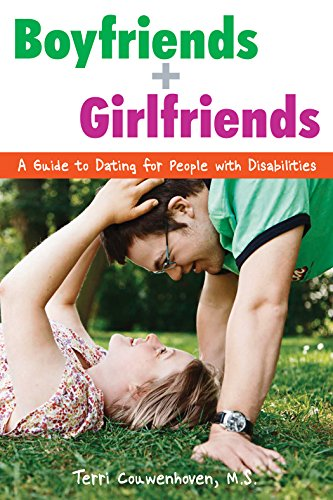 Boyfriends
+
Girlfriends
A Guide to Dating for People with Disabilities
Terri Couwenhoven, M.S.